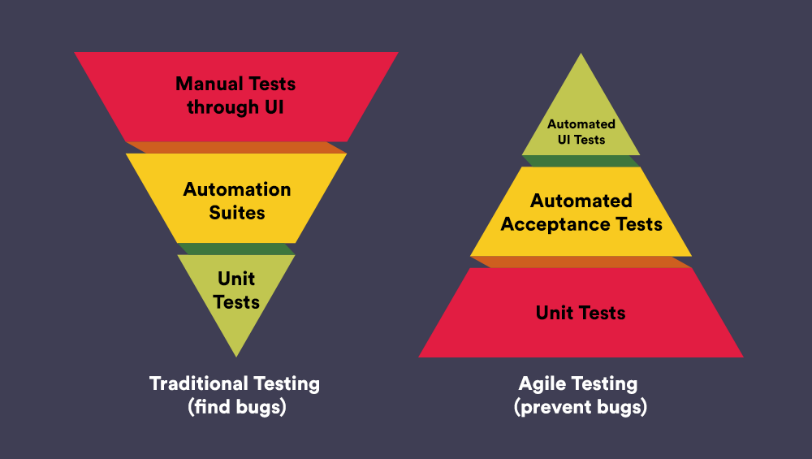 Manual Tests
through UI
Automation
Suites
Unit
Tests
Traditional Testing
(find bugs)
Automated
UI Tests
Automated
Acceptance Tests
Unit Tests
Agile Testing
(prevent bugs)